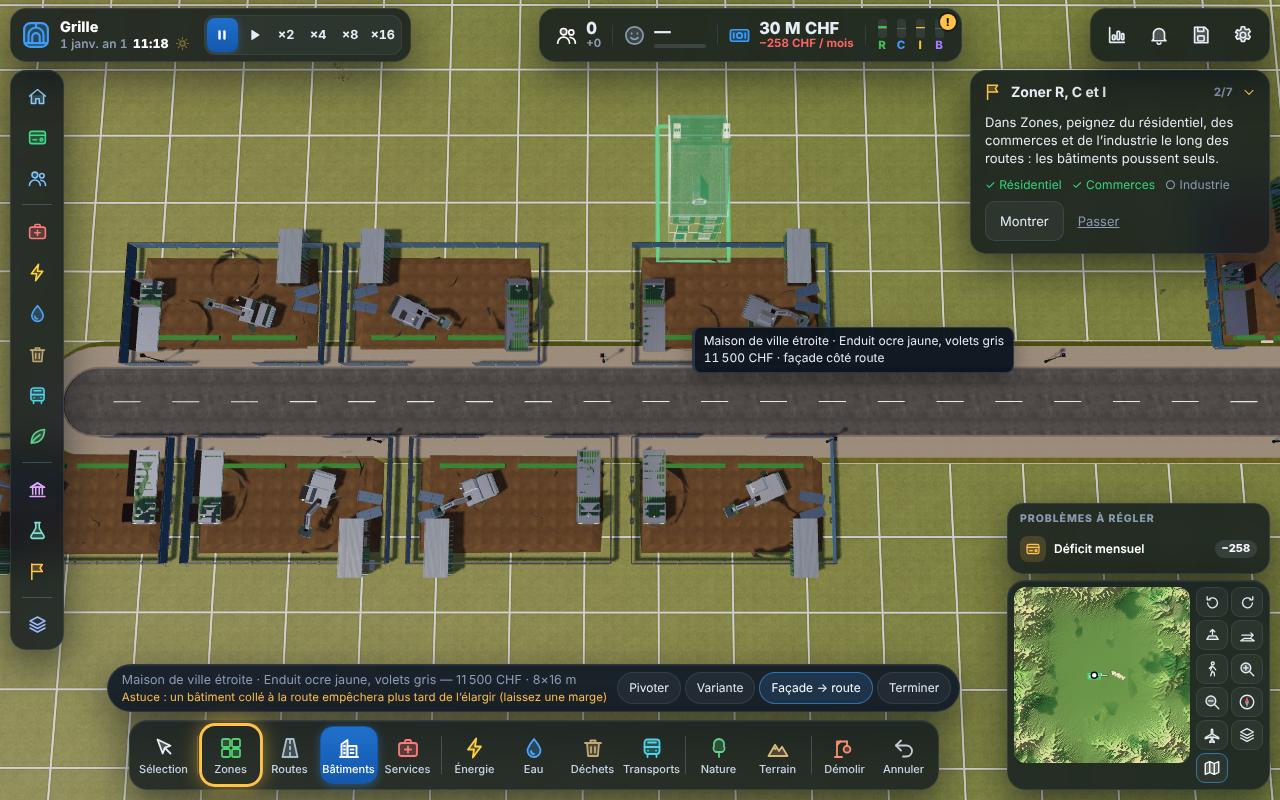 Grille
1 janv. an 1 11:18
×2 ×4 ×8 ×16
0
+0
—
30 M CHF
−258 CHF / mois
R C I B
!
Zoner R, C et I 2/7
Dans Zones, peignez du résidentiel, des
commerces et de l’industrie le long des
routes : les bâtiments poussent seuls.
✓ Résidentiel ✓ Commerces ○ Industrie
Montrer Passer
Maison de ville étroite · Enduit ocre jaune, volets gris
11 500 CHF · façade côté route
PROBLÈMES À RÉGLER
Déficit mensuel −258
Maison de ville étroite · Enduit ocre jaune, volets gris — 11 500 CHF · 8×16 m
Astuce : un bâtiment collé à la route empêchera plus tard de l’élargir (laissez une marge)
Pivoter Variante Façade → route Terminer
Sélection Zones Routes Bâtiments Services Énergie Eau Déchets Transports Nature Terrain Démolir Annuler